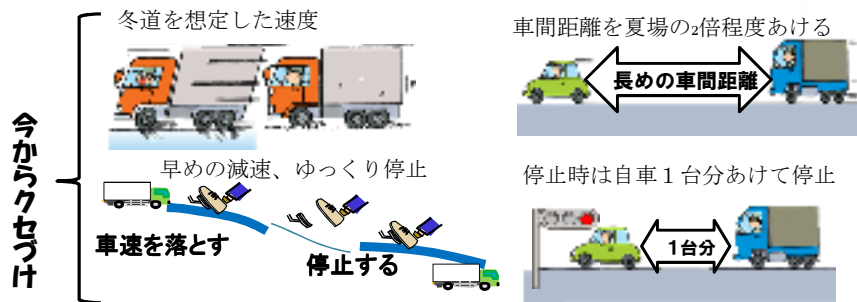 今からクセづけ
冬道を想定した速度
早めの減速、ゆっくり停止
車速を落とす
停止する
車間距離を夏場の2倍程度あける
長めの車間距離
停止時は自車1台分あけて停止
1台分